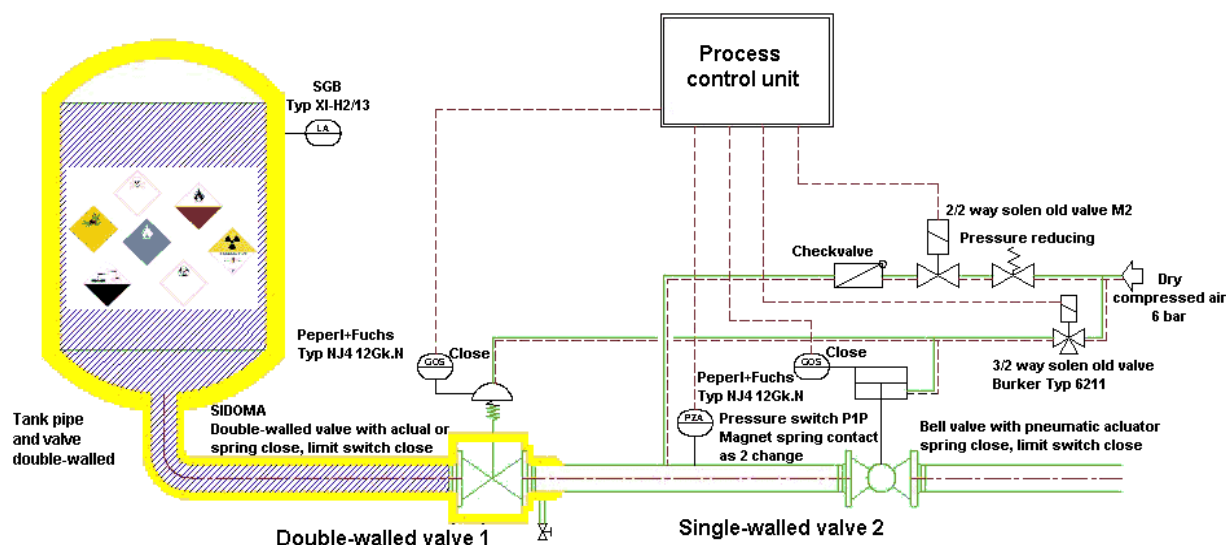 Process
control unit
SGB
Typ XI-H2/13
LA
2/2 way solen old valve M2
Checkvalve
Pressure reducing
Dry
compressed air
6 bar
Peperl+Fuchs
Typ NJ4 12Gk.N
GOS
Close
GOS
Close
3/2 way solen old valve
Burker Typ 6211
Peperl+Fuchs
Typ NJ4 12Gk.N
Tank pipe
and valve
double-walled
SIDOMA
Double-walled valve with aclual or
spring close, limit switch close
PZA
Pressure switch P1P
Magnet spring contact
as 2 change
Bell valve with pneumatic actuator
spring close, limit switch close
Double-walled valve 1
Single-walled valve 2